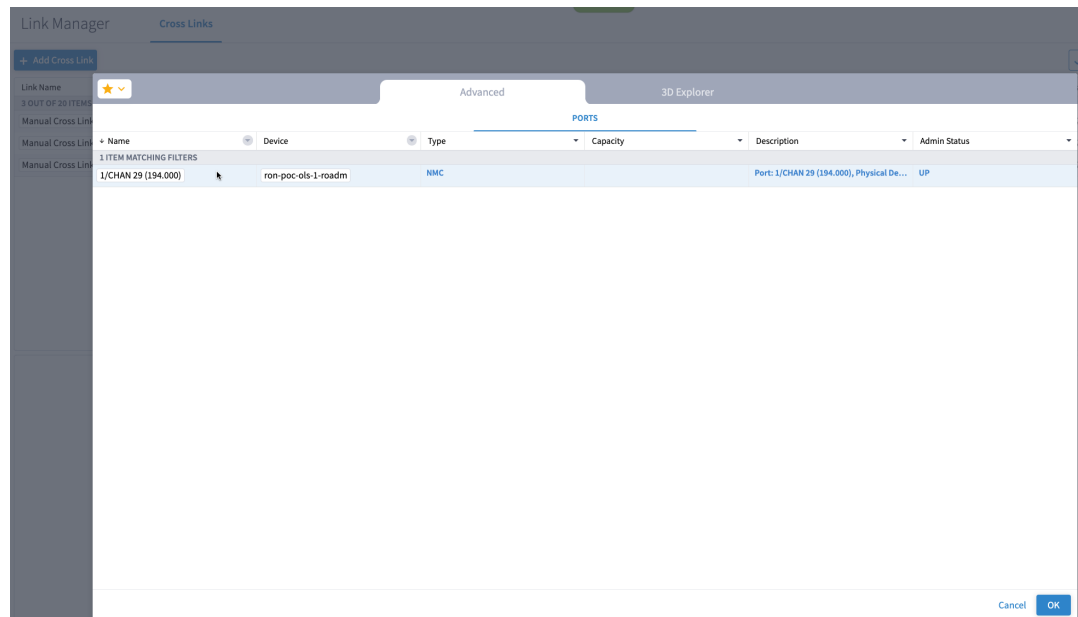 Link Manager Cross Links
+ Add Cross Link
Link Name
3 OUT OF 20 ITEMS
Manual Cross Link
Manual Cross Link
Manual Cross Link
Advanced 3D Explorer
PORTS
Name Device Type Capacity Description Admin Status
1 ITEM MATCHING FILTERS
1/CHAN 29 (194.000) ron-poc-ols-1-roadm NMC Port: 1/CHAN 29 (194.000), Physical De... UP
Cancel OK